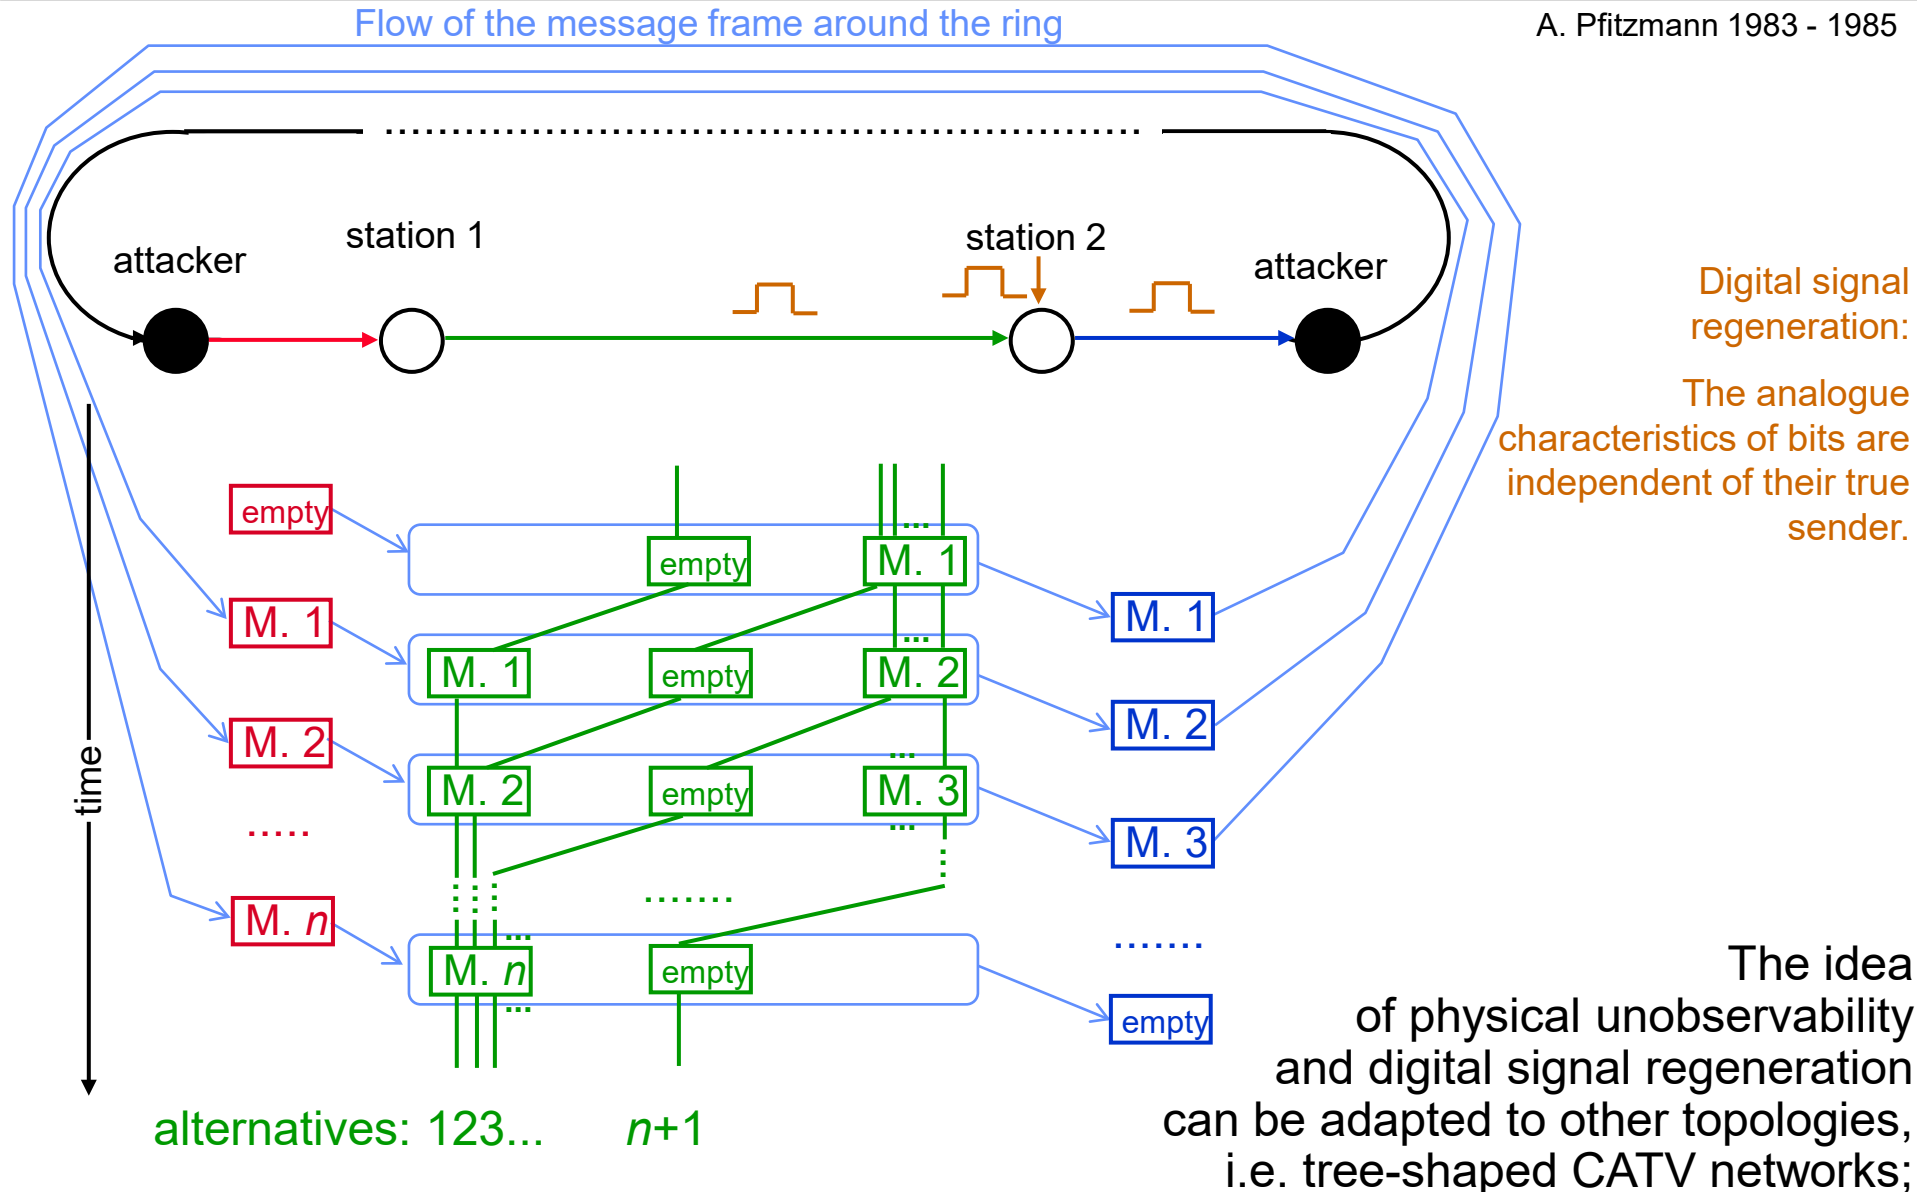 Flow of the message frame around the ring
A. Pfitzmann 1983 - 1985
station 1
station 2
attacker
attacker
Digital signal
regeneration:
The analogue
characteristics of bits are
independent of their true
sender.
empty
empty
M. 1
M. 1
M. 1
M. 1
empty
M. 2
M. 2
M. 2
M. 2
empty
M. 3
M. 3
time
.....
.......
M. n
M. n
empty
.......
empty
alternatives: 123... n+1
The idea
of physical unobservability
and digital signal regeneration
can be adapted to other topologies,
i.e. tree-shaped CATV networks;